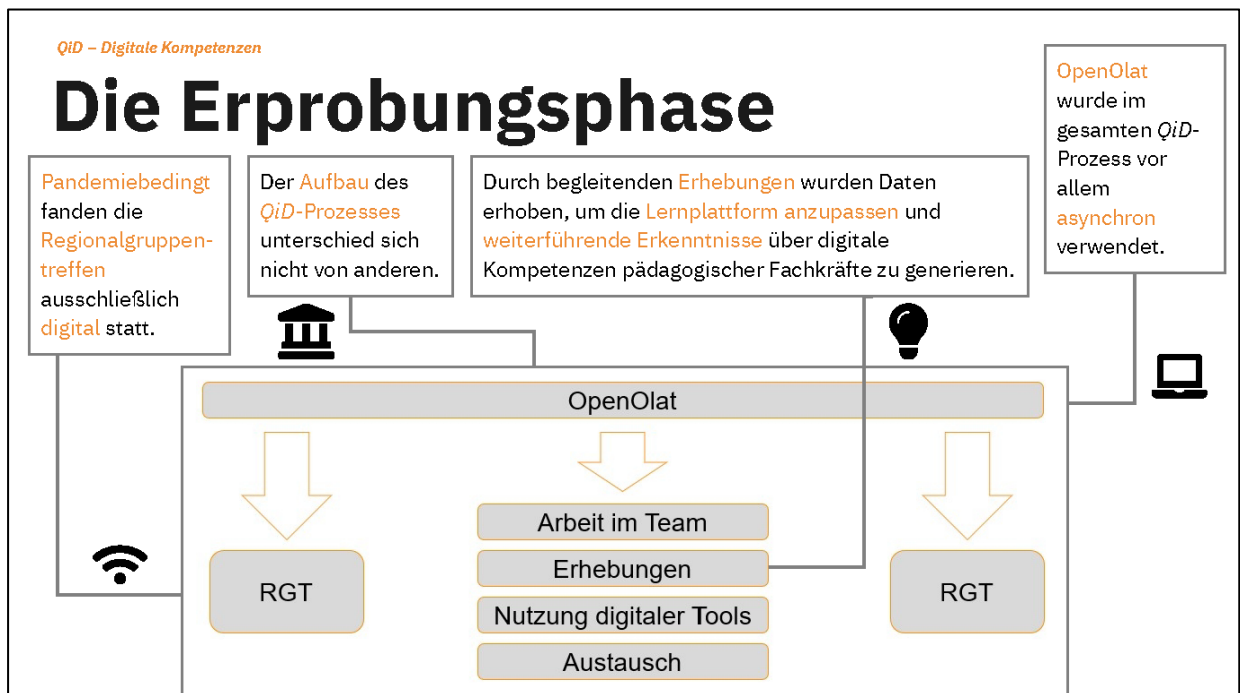 QiD – Digitale Kompetenzen
Die Erprobungsphase
Pandemiebedingt
fanden die
Regionalgruppen-
treffen
ausschließlich
digital statt.
Der Aufbau des
QiD-Prozesses
unterschied sich
nicht von anderen.
Durch begleitenden Erhebungen wurden Daten
erhoben, um die Lernplattform anzupassen und
weiterführende Erkenntnisse über digitale
Kompetenzen pädagogischer Fachkräfte zu generieren.
OpenOlat
wurde im
gesamten QiD-
Prozess vor
allem
asynchron
verwendet.
OpenOlat
RGT
Arbeit im Team
Erhebungen
Nutzung digitaler Tools
Austausch
RGT